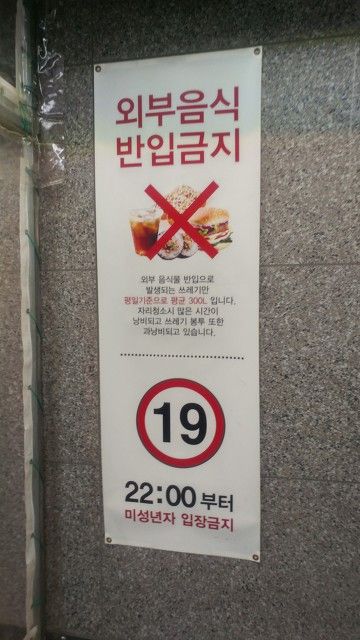 외부음식
반입금지
외부 음식물 반입으로
발생되는 쓰레기만
평일기준으로 평균 300L 입니다.
자리청소시 많은 시간이
낭비되고 쓰레기 봉투 또한
과낭비되고 있습니다.
19
22:00 부터
미성년자 입장금지